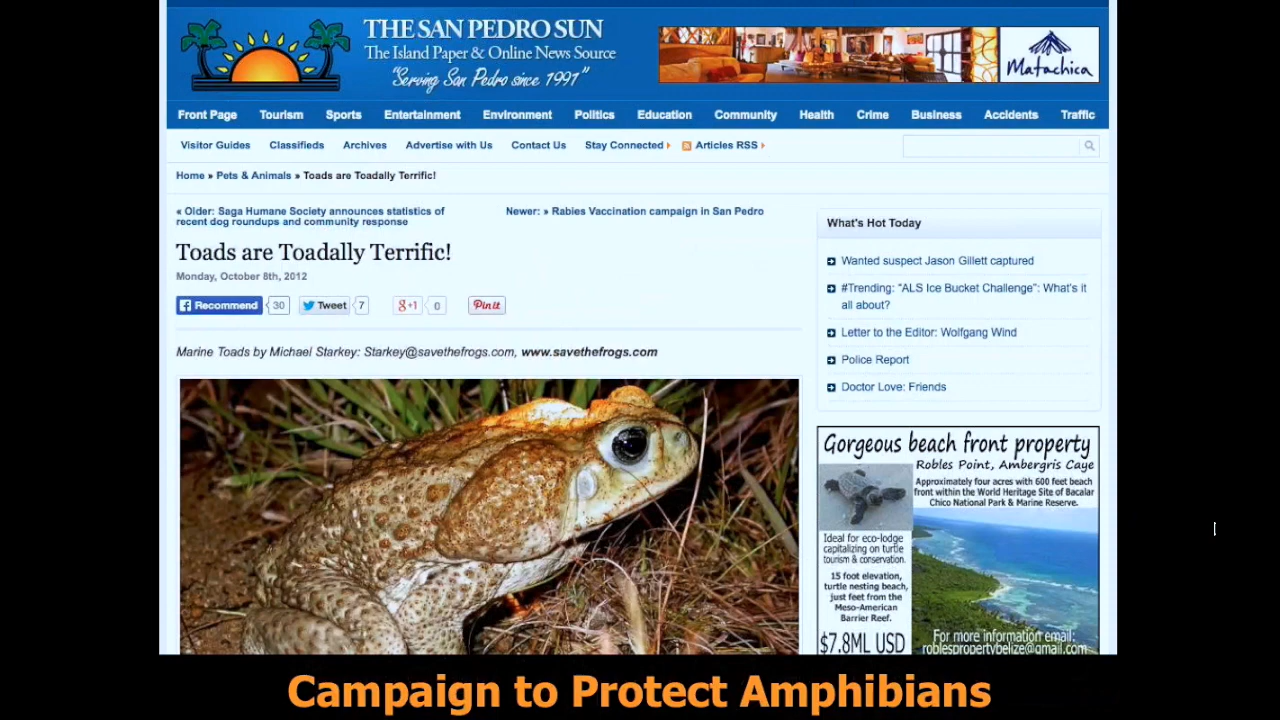 THE SAN PEDRO SUN
The Island Paper & Online News Source
"Serving San Pedro since 1991"
Matachica
Front Page Tourism Sports Entertainment Environment Politics Education Community Health Crime Business Accidents Traffic
Visitor Guides Classifieds Archives Advertise with Us Contact Us Stay Connected Articles RSS
Home » Pets & Animals » Toads are Toadally Terrific!
« Older: Saga Humane Society announces statistics of
recent dog roundups and community response
Newer: » Rabies Vaccination campaign in San Pedro
Toads are Toadally Terrific!
Monday, October 8th, 2012
Recommend 30 Tweet 7 g+1 0 Pin it
Marine Toads by Michael Starkey: Starkey@savethefrogs.com, www.savethefrogs.com
What's Hot Today
Wanted suspect Jason Gillett captured
#Trending: "ALS Ice Bucket Challenge": What's it
all about?
Letter to the Editor: Wolfgang Wind
Police Report
Doctor Love: Friends
Gorgeous beach front property
Robles Point, Ambergris Caye
Approximately four acres with 600 feet beach
front within the World Heritage Site of Bacalar
Chico National Park & Marine Reserve.
Ideal for eco-lodge
capitalizing on turtle
tourism & conservation.
15 foot elevation,
turtle nesting beach,
just feet from the
Meso-American
Barrier Reef.
$7.8ML USD
For more information email:
roblespropertybelize@gmail.com
Campaign to Protect Amphibians